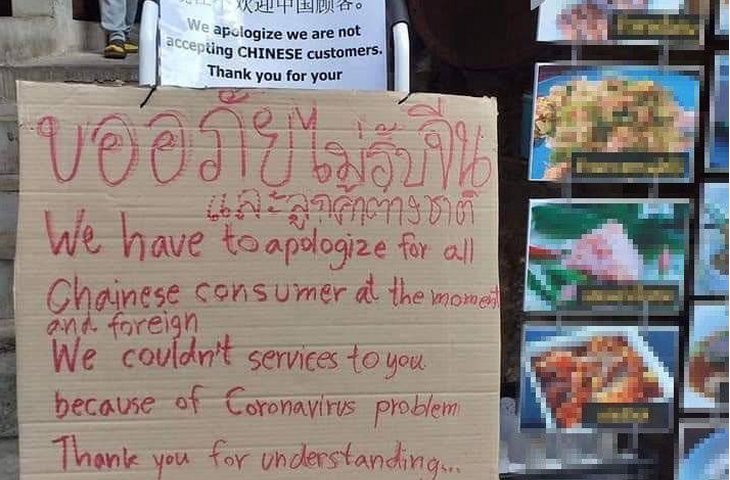 不欢迎中国顾客。
We apologize we are not
accepting CHINESE customers.
Thank you for your
ขออภัยไม่รับจีน
และลูกค้าต่างชาติ
We have to apologize for all
Chainese consumer at the moment
and foreign
We couldn't services to you
because of Coronavirus problem
Thank you for understanding...